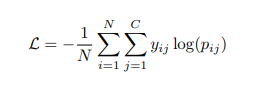 $$\mathcal{L} = -\frac{1}{N} \sum_{i=1}^{N} \sum_{j=1}^{C} y_{ij} \log(p_{ij})$$